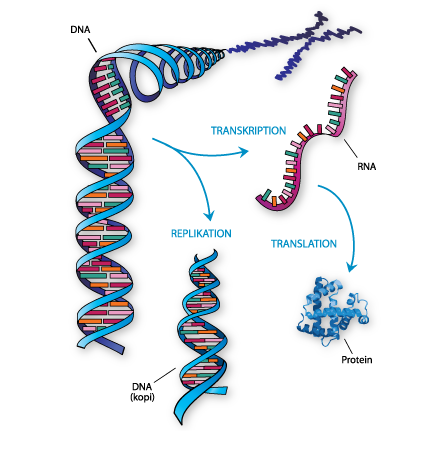 DNA
TRANSKRIPTION
RNA
REPLIKATION
TRANSLATION
Protein
DNA
(kopi)